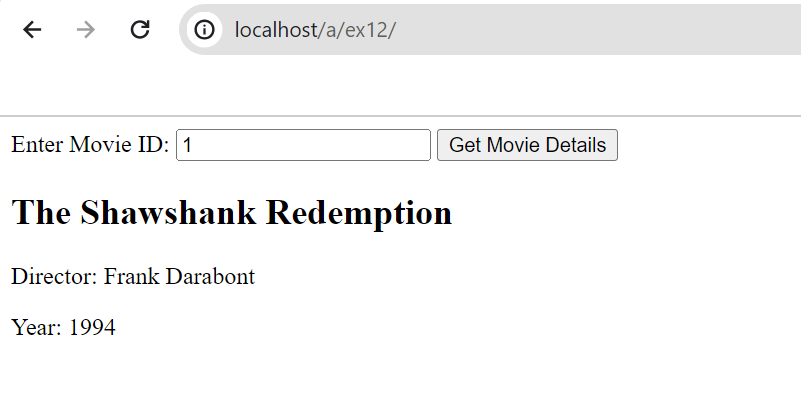 localhost/a/ex12/
Enter Movie ID: 1 Get Movie Details
The Shawshank Redemption
Director: Frank Darabont
Year: 1994